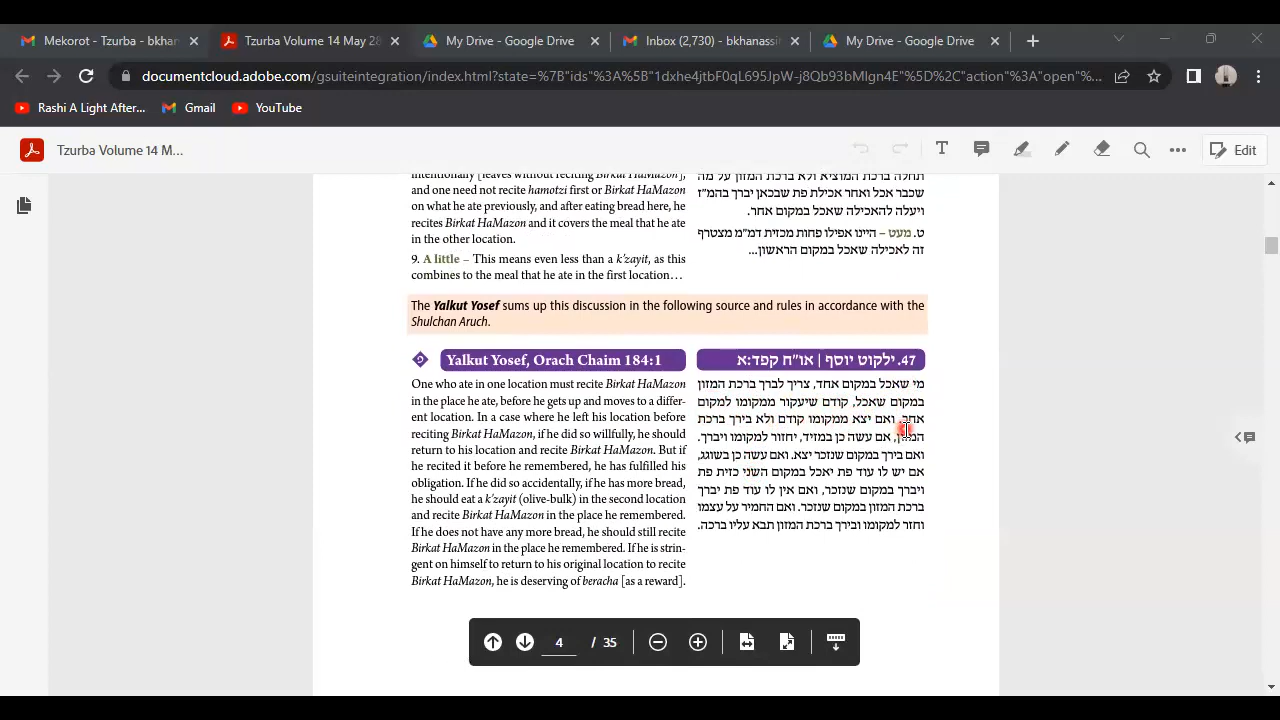 Mekorot - Tzurba - bkhan
Tzurba Volume 14 May 28
My Drive - Google Drive
Inbox (2,730) - bkhanassin
My Drive - Google Drive
documentcloud.adobe.com/gsuiteintegration/index.html?state=%7B"ids"%3A%5B"1dxhe4jtbF0qL695JpW-j8Qb93bMlgn4E"%5D%2C"action"%3A"open"%...
Rashi A Light After...
Gmail
YouTube
Tzurba Volume 14 M...
Edit
intentionally [leaves without reciting Birkat HaMazon],
and one need not recite hamotzi first or Birkat HaMazon
on what he ate previously, and after eating bread here, he
recites Birkat HaMazon and it covers the meal that he ate
in the other location.
9. A little – This means even less than a k'zayit, as this
combines to the meal that he ate in the first location…
תחלה ברכת המוציא ולא ברכת המזון על מה
שכבר אכל ואחר אכילת פת שבכאן יברך בהמ"ז
ויעלה להאכילה שאכל במקום אחר.
ט. מעט – היינו אפילו פחות מכזית דמ"מ מצטרף
זה לאכילה שאכל במקום הראשון...
The Yalkut Yosef sums up this discussion in the following source and rules in accordance with the
Shulchan Aruch.
Yalkut Yosef, Orach Chaim 184:1
One who ate in one location must recite Birkat HaMazon
in the place he ate, before he gets up and moves to a differ-
ent location. In a case where he left his location before
reciting Birkat HaMazon, if he did so willfully, he should
return to his location and recite Birkat HaMazon. But if
he recited it before he remembered, he has fulfilled his
obligation. If he did so accidentally, if he has more bread,
he should eat a k'zayit (olive-bulk) in the second location
and recite Birkat HaMazon in the place he remembered.
If he does not have any more bread, he should still recite
Birkat HaMazon in the place he remembered. If he is strin-
gent on himself to return to his original location to recite
Birkat HaMazon, he is deserving of beracha [as a reward].
47. ילקוט יוסף | או"ח קפד:א
מי שאכל במקום אחד, צריך לברך ברכת המזון
במקום שאכל, קודם שיעקור ממקומו למקום
אחר. ואם יצא ממקומו קודם ולא בירך ברכת
המזון, אם עשה כן במזיד, יחזור למקומו ויברך.
ואם בירך במקום שנזכר יצא. ואם עשה כן בשוגג,
אם יש לו עוד פת יאכל במקום השני כזית פת
ויברך במקום שנזכר, ואם אין לו עוד פת יברך
ברכת המזון במקום שנזכר. ואם החמיר על עצמו
וחזר למקומו ובירך ברכת המזון תבא עליו ברכה.
4 / 35